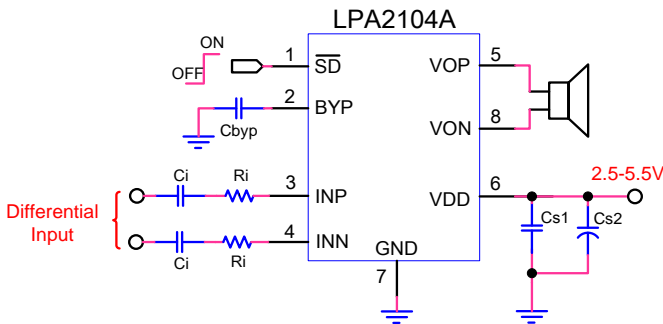 LPA2104A
ON
OFF
1
SD
2
BYP
Cbyp
Differential
Input
Ci
Ri
3
INP
Ci
Ri
4
INN
GND
7
VOP
5
VON
8
VDD
6
2.5-5.5V
Cs1
Cs2